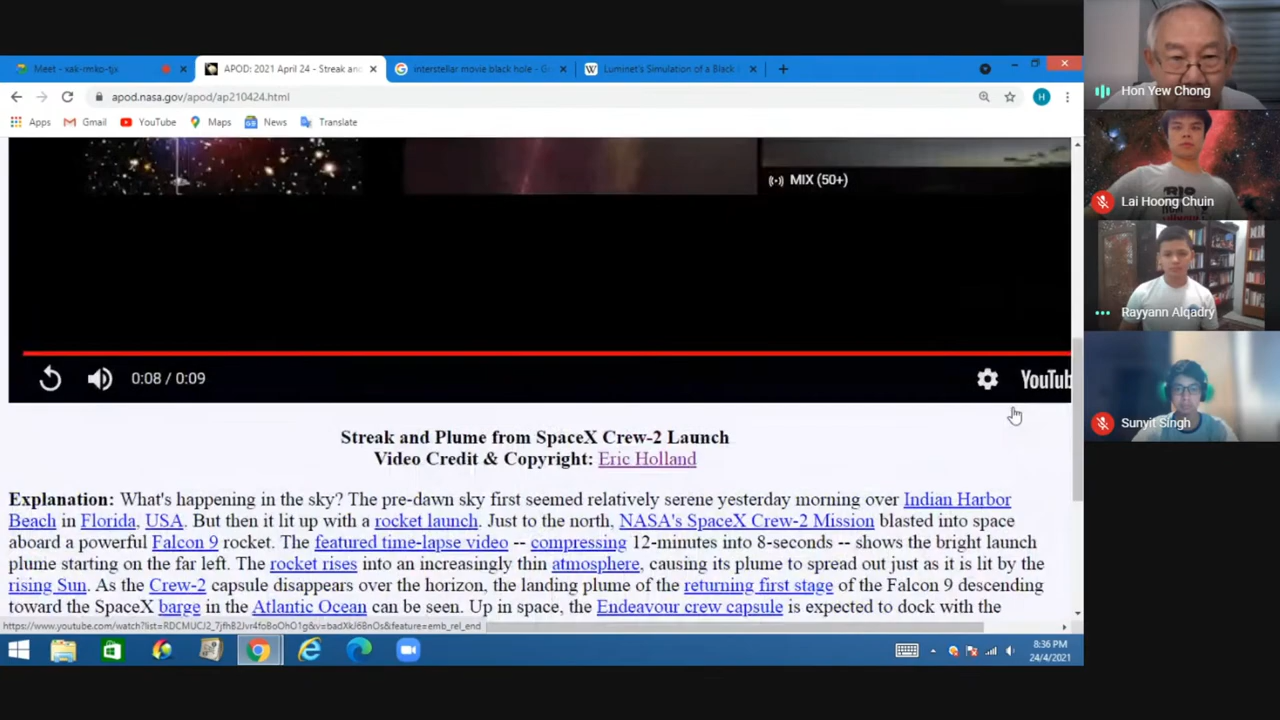 Meet - xak-rmkp-tjx
APOD: 2021 April 24 - Streak and
interstellar movie black hole - G
Luminet's Simulation of a Black
apod.nasa.gov/apod/ap210424.html
H
Apps Gmail YouTube Maps News Translate
MIX (50+)
0:08 / 0:09
YouTub
Streak and Plume from SpaceX Crew-2 Launch
Video Credit & Copyright: Eric Holland
Explanation: What's happening in the sky? The pre-dawn sky first seemed relatively serene yesterday morning over Indian Harbor
Beach in Florida, USA. But then it lit up with a rocket launch. Just to the north, NASA's SpaceX Crew-2 Mission blasted into space
aboard a powerful Falcon 9 rocket. The featured time-lapse video -- compressing 12-minutes into 8-seconds -- shows the bright launch
plume starting on the far left. The rocket rises into an increasingly thin atmosphere, causing its plume to spread out just as it is lit by the
rising Sun. As the Crew-2 capsule disappears over the horizon, the landing plume of the returning first stage of the Falcon 9 descending
toward the SpaceX barge in the Atlantic Ocean can be seen. Up in space, the Endeavour crew capsule is expected to dock with the
8:36 PM
24/4/2021
Hon Yew Chong
Lai Hoong Chuin
Rayyann Alqadry
Sunyit Singh